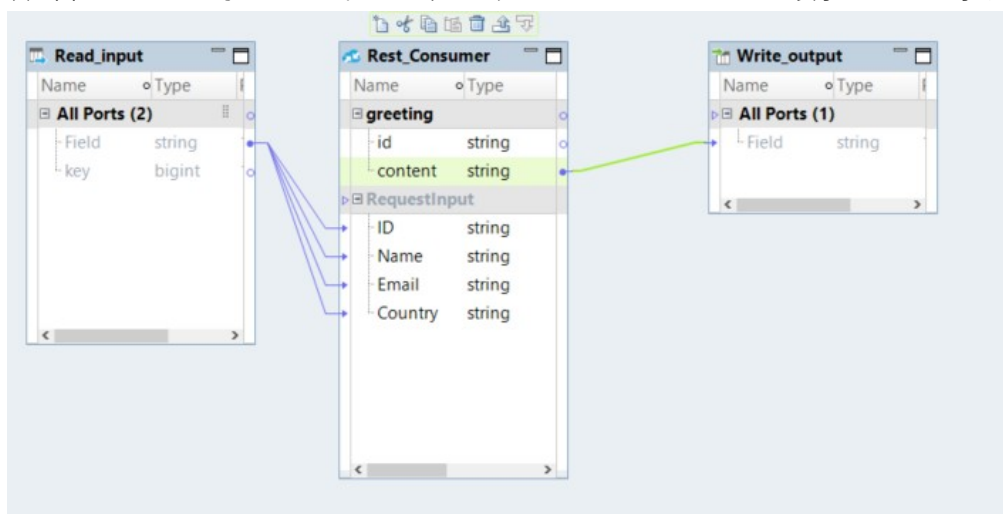 Read_input
Name Type
All Ports (2)
Field string
key bigint
Rest_Consumer
Name Type
greeting
id string
content string
RequestInput
ID string
Name string
Email string
Country string
Write_output
Name Type
All Ports (1)
Field string